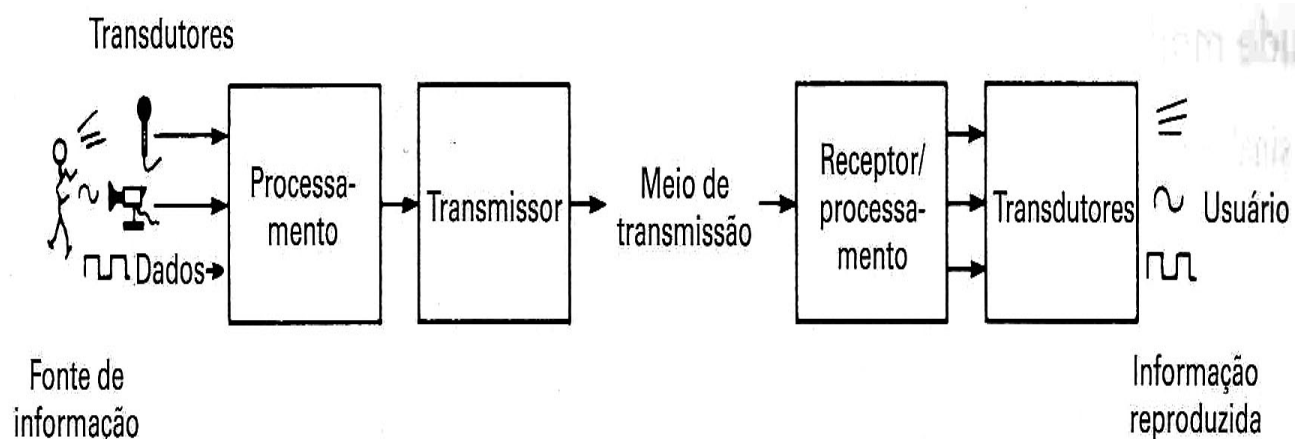 Transdutores
Dados
Processa-
mento
Transmissor
Meio de
transmissão
Receptor/
processa-
mento
Transdutores
Usuário
Fonte de
informação
Informação
reproduzida